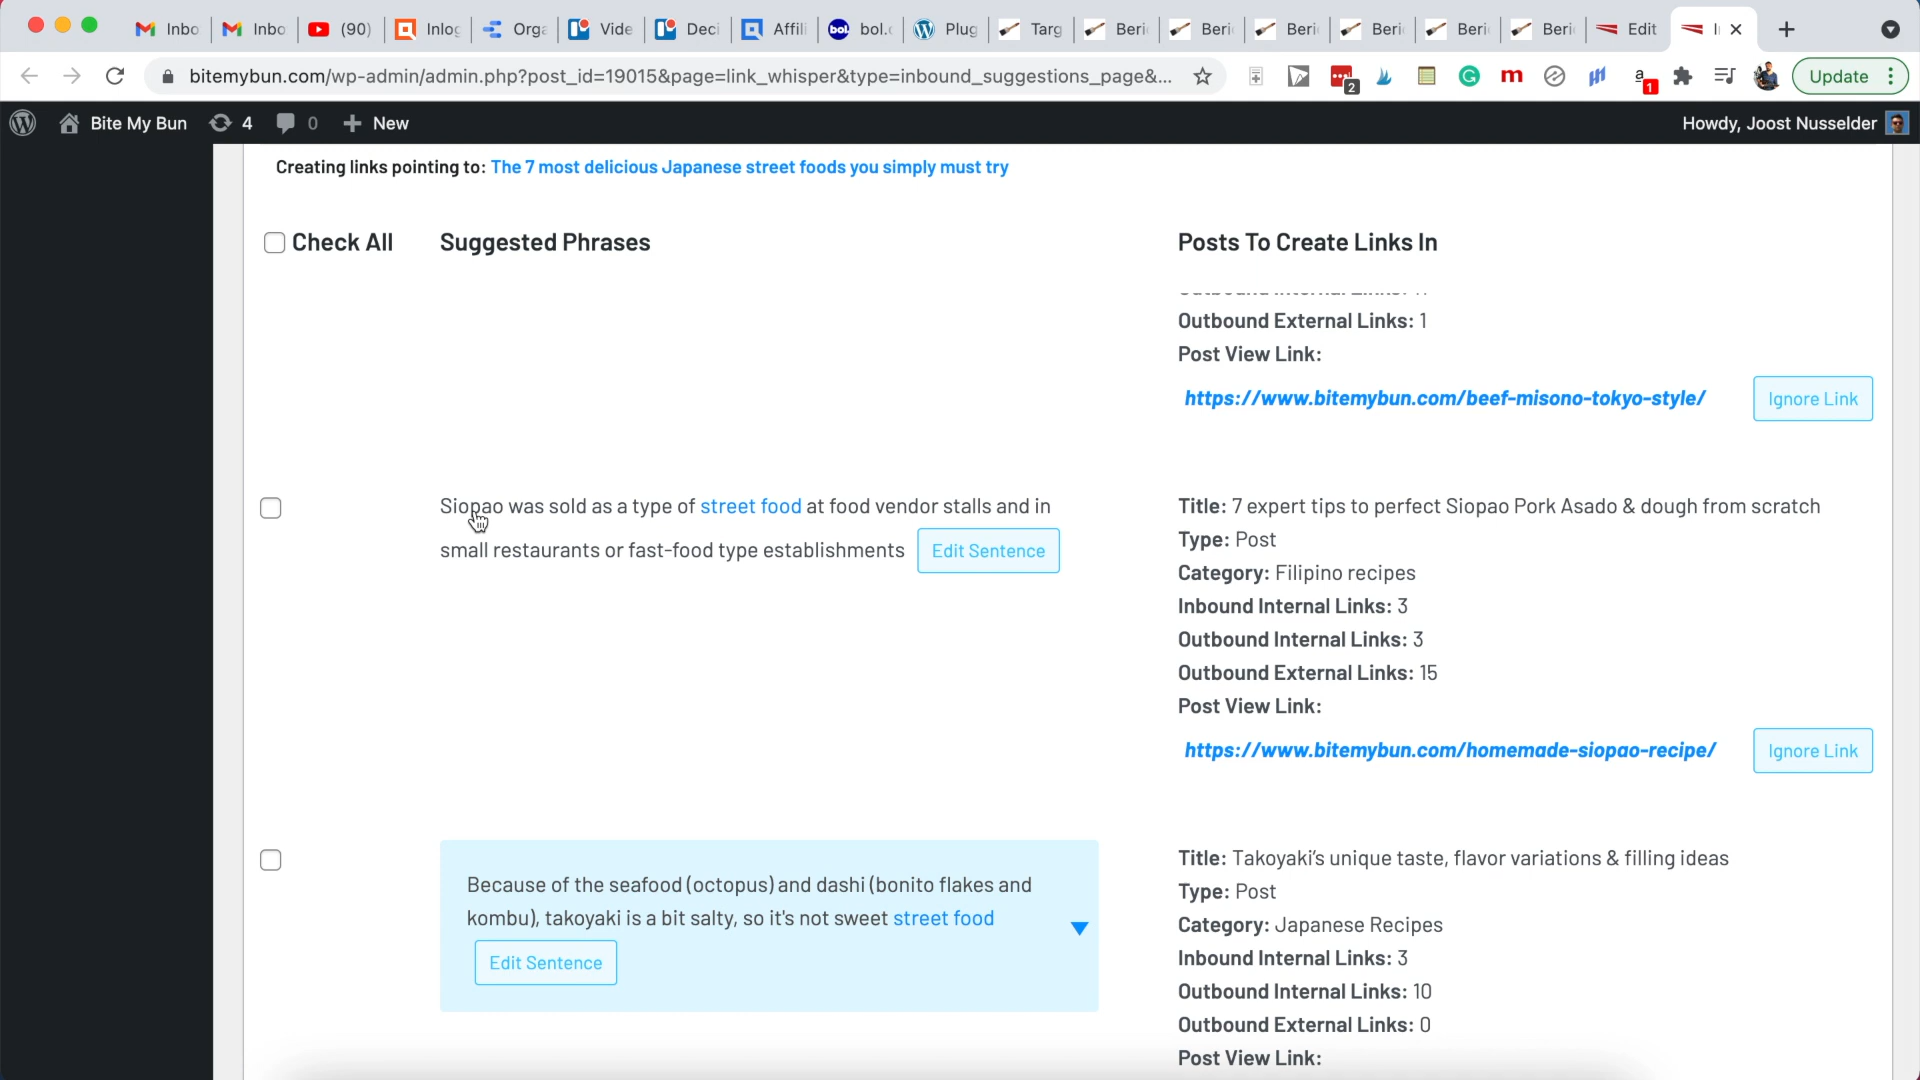 Inbo
Inbo
(90)
Inlog
Orga
Vide
Deci
Affili
bol.c
Plug
Targ
Beri
Beri
Beri
Beri
Beri
Beri
Edit
bitemybun.com/wp-admin/admin.php?post_id=19015&page=link_whisper&type=inbound_suggestions_page&...
2
m
a
1
Update
Bite My Bun
4
0
New
Howdy, Joost Nusselder
Creating links pointing to: The 7 most delicious Japanese street foods you simply must try
Check All
Suggested Phrases
Posts To Create Links In
Outbound External Links: 1
Post View Link:
https://www.bitemybun.com/beef-misono-tokyo-style/
Ignore Link
Siopao was sold as a type of street food at food vendor stalls and in
small restaurants or fast-food type establishments
Edit Sentence
Title: 7 expert tips to perfect Siopao Pork Asado & dough from scratch
Type: Post
Category: Filipino recipes
Inbound Internal Links: 3
Outbound Internal Links: 3
Outbound External Links: 15
Post View Link:
https://www.bitemybun.com/homemade-siopao-recipe/
Ignore Link
Because of the seafood (octopus) and dashi (bonito flakes and
kombu), takoyaki is a bit salty, so it's not sweet street food
Edit Sentence
Title: Takoyaki's unique taste, flavor variations & filling ideas
Type: Post
Category: Japanese Recipes
Inbound Internal Links: 3
Outbound Internal Links: 10
Outbound External Links: 0
Post View Link: